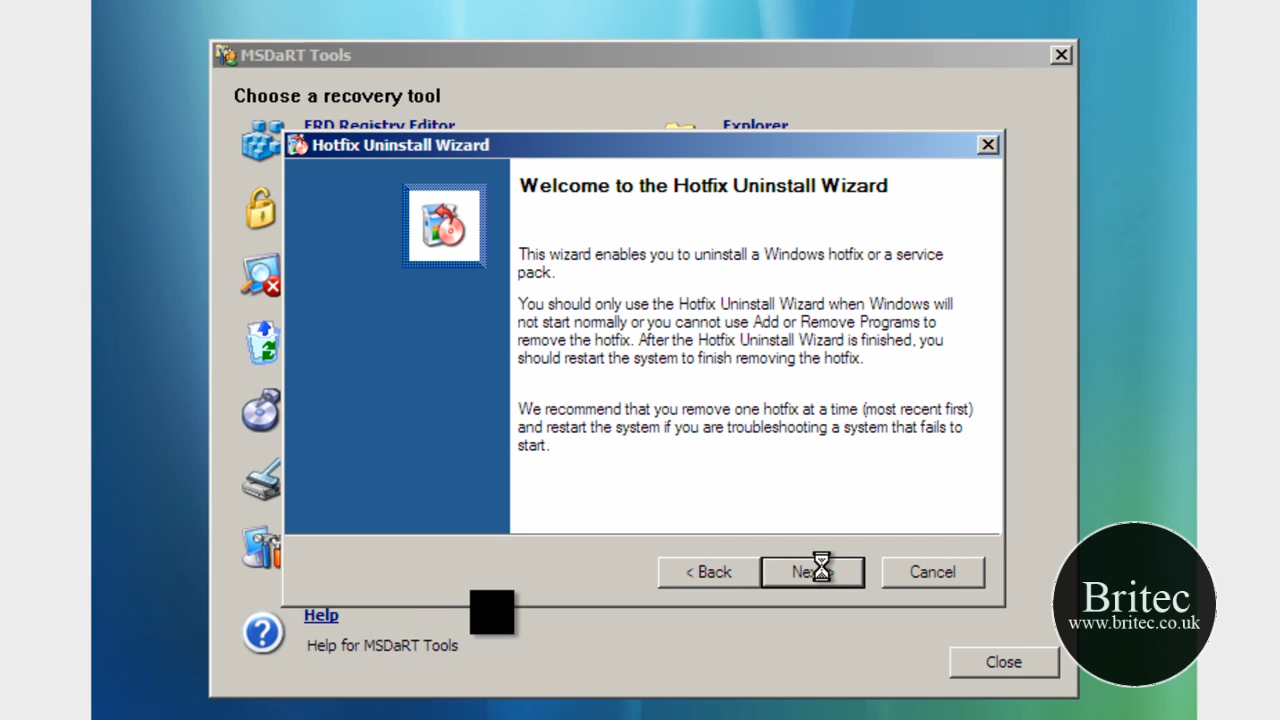 MSDaRT Tools
Choose a recovery tool
ERD Registry Editor
Explorer
Hotfix Uninstall Wizard
Welcome to the Hotfix Uninstall Wizard
This wizard enables you to uninstall a Windows hotfix or a service
pack.
You should only use the Hotfix Uninstall Wizard when Windows will
not start normally or you cannot use Add or Remove Programs to
remove the hotfix. After the Hotfix Uninstall Wizard is finished, you
should restart the system to finish removing the hotfix.
We recommend that you remove one hotfix at a time (most recent first)
and restart the system if you are troubleshooting a system that fails to
start.
< Back
Next >
Cancel
Help
Help for MSDaRT Tools
Close
Britec
www.britec.co.uk